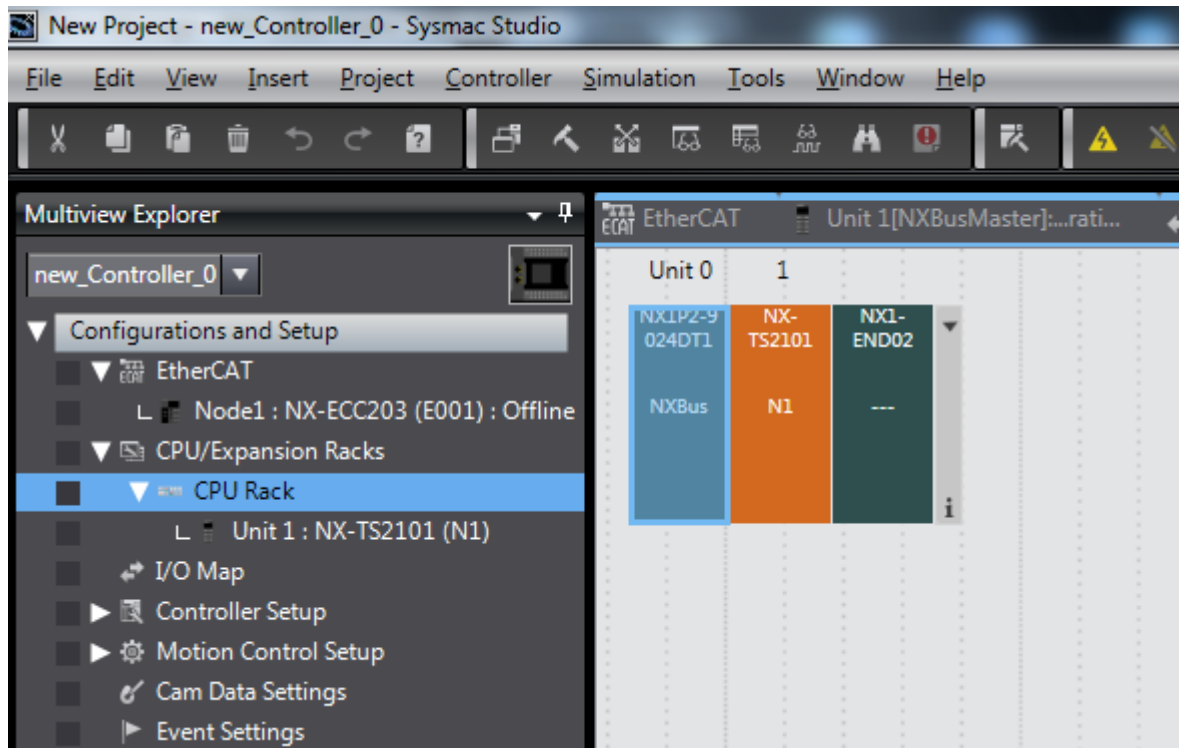 New Project - new_Controller_0 - Sysmac Studio
File Edit View Insert Project Controller Simulation Tools Window Help
Multiview Explorer
new_Controller_0
Configurations and Setup
EtherCAT
Node1 : NX-ECC203 (E001) : Offline
CPU/Expansion Racks
CPU Rack
Unit 1 : NX-TS2101 (N1)
I/O Map
Controller Setup
Motion Control Setup
Cam Data Settings
Event Settings
ECAT EtherCAT Unit 1[NXBusMaster]:...rati...
Unit 0 1
NX1P2-9 NX- NX1-
024DT1 TS2101 END02
NXBus N1 ---
i